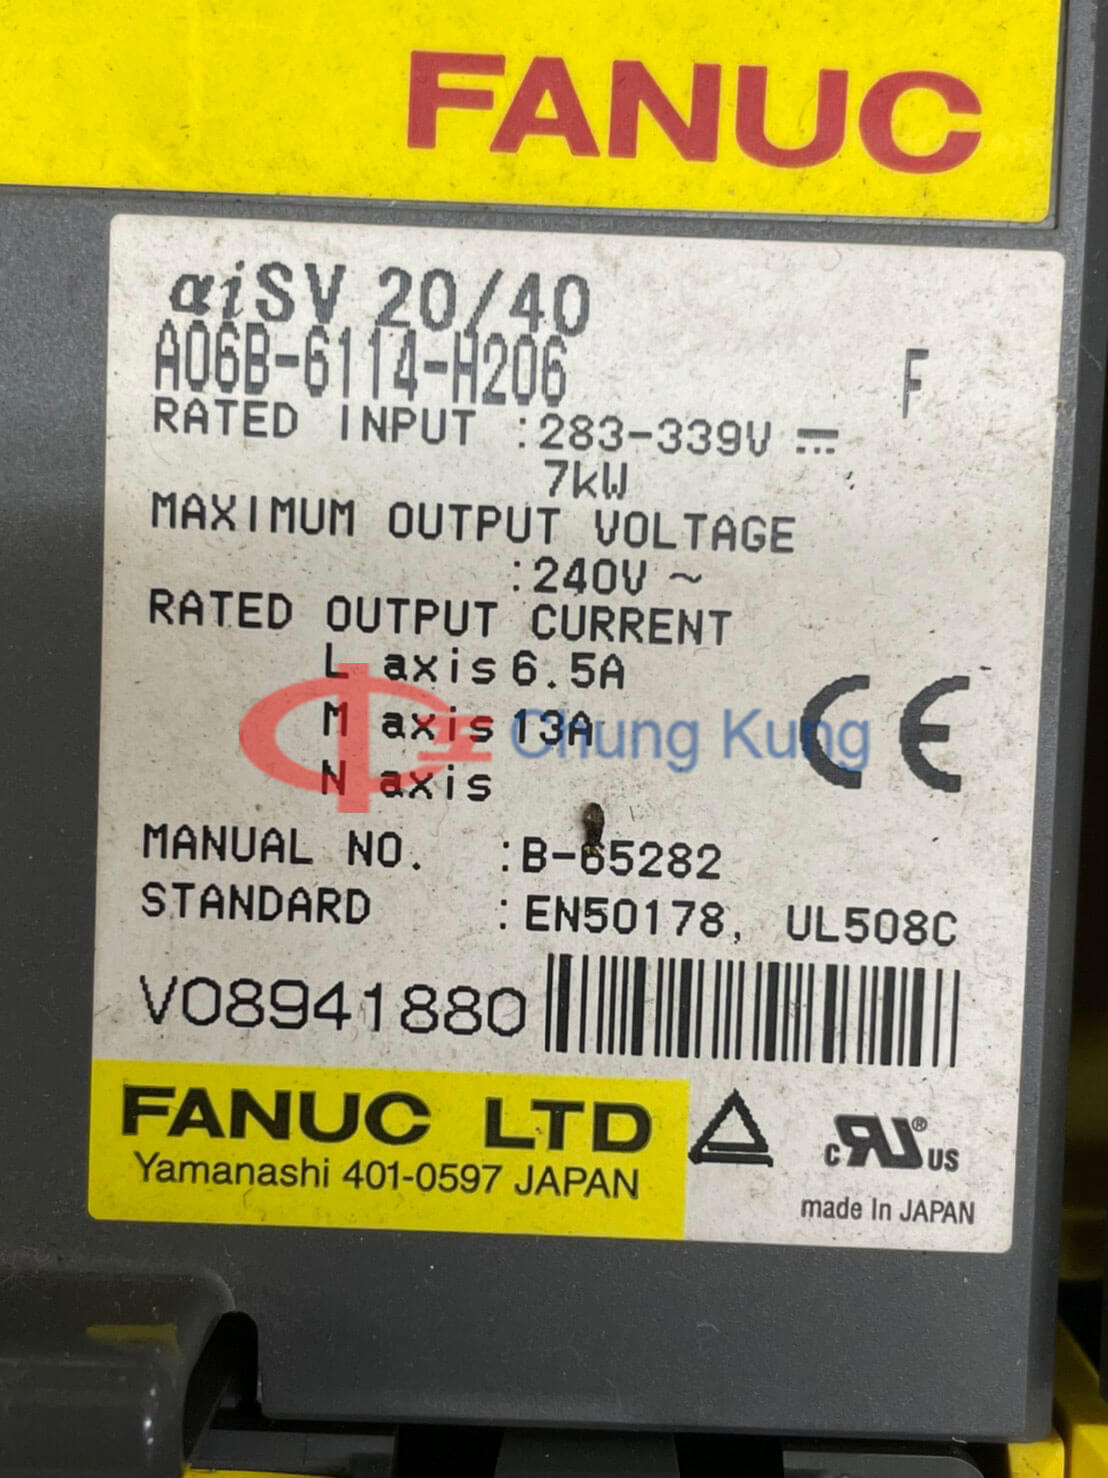 FANUC
αiSV 20/40
A06B-6114-H206 F
RATED INPUT :283-339V ⎓
7kW
MAXIMUM OUTPUT VOLTAGE
:240V ~
RATED OUTPUT CURRENT
L axis 6.5A
M axis 13A
Chung Kung
N axis
CE
MANUAL NO. :B-65282
STANDARD :EN50178, UL508C
V08941880
FANUC LTD
Yamanashi 401-0597 JAPAN
c RU ® US
made In JAPAN